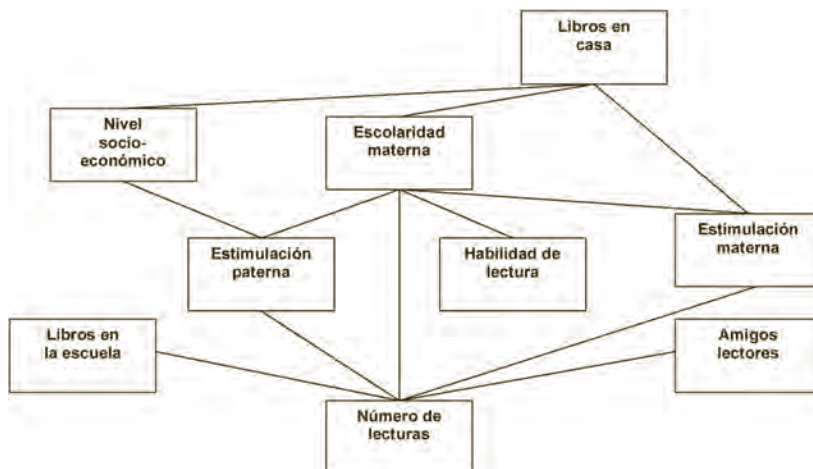 Libros en
casa
Nivel
socio-
económico
Escolaridad
materna
Estimulación
paterna
Habilidad de
lectura
Estimulación
materna
Libros en
la escuela
Amigos
lectores
Número de
lecturas